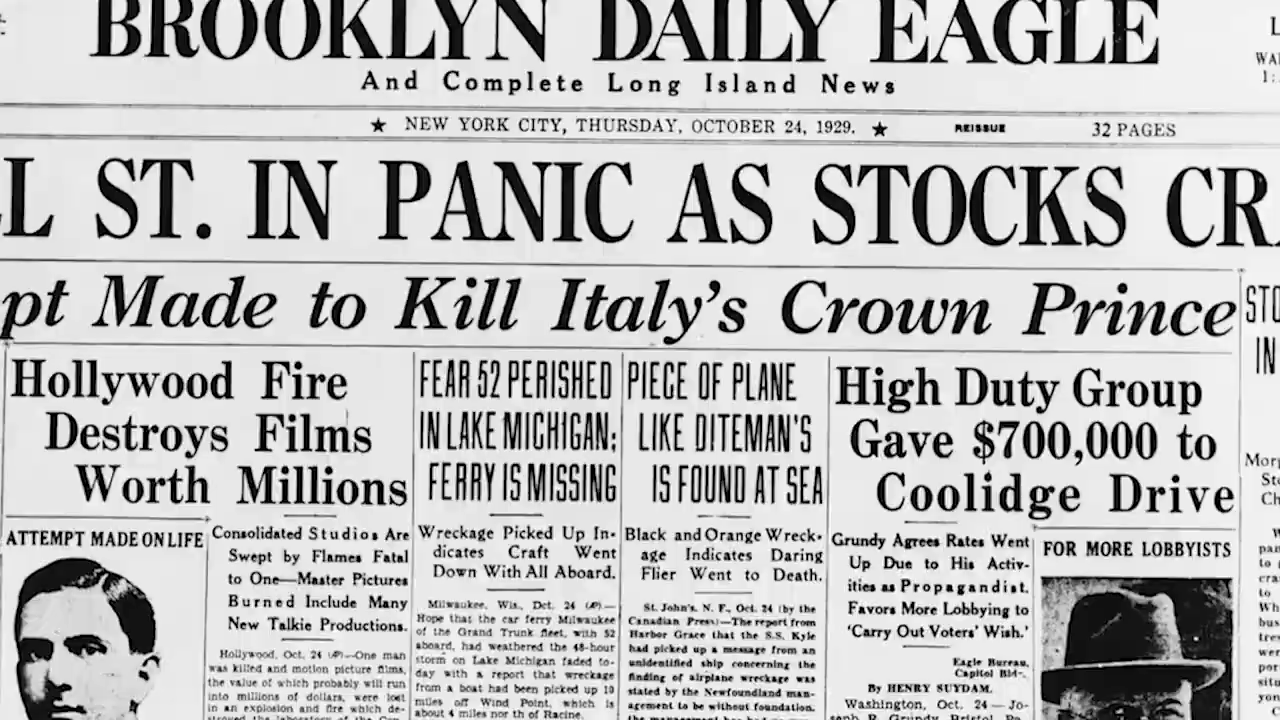 BROOKLYN DAILY EAGLE
And Complete Long Island News
★ NEW YORK CITY, THURSDAY, OCTOBER 24, 1929. ★ REISSUE 32 PAGES
L ST. IN PANIC AS STOCKS CR
pt Made to Kill Italy's Crown Prince
Hollywood Fire
Destroys Films
Worth Millions
ATTEMPT MADE ON LIFE
Consolidated Studios Are
Swept by Flames Fatal
to One—Master Pictures
Burned Include Many
New Talkie Productions.
Hollywood, Oct. 24 (AP)—One man
was killed and motion picture films,
the value of which probably will run
into millions of dollars, were lost
in an explosion and fire which de-
stroyed the laboratory of the Con-
FEAR 52 PERISHED
IN LAKE MICHIGAN;
FERRY IS MISSING
Wreckage Picked Up In-
dicates Craft Went
Down With All Aboard.
Milwaukee, Wis., Oct. 24 (AP)—
Hope that the car ferry Milwaukee
of the Grand Trunk fleet, with 52
aboard, had weathered the 48-hour
storm on Lake Michigan faded to-
day with a report that wreckage
from a boat had been picked up 10
miles off Wind Point, which is
about 4 miles north of Racine.
PIECE OF PLANE
LIKE DITEMAN'S
IS FOUND AT SEA
Black and Orange Wreck-
age Indicates Daring
Flier Went to Death.
St. John's, N. F., Oct. 24 (by the
Canadian Press)—The report from
Harbor Grace that the S.S. Kyle
had picked up a message from an
unidentified ship concerning the
finding of airplane wreckage was
stated by the Newfoundland man-
agement to be without foundation.
High Duty Group
Gave $700,000 to
Coolidge Drive
Grundy Agrees Rates Went
Up Due to His Activ-
ities as Propagandist.
Favors More Lobbying to
'Carry Out Voters' Wish.'
Eagle Bureau,
Capitol Bld-.
By HENRY SUYDAM.
Washington, Oct. 24—Jo-
seph R. Grundy, Bristol, Pa.
FOR MORE LOBBYISTS
STO
IN